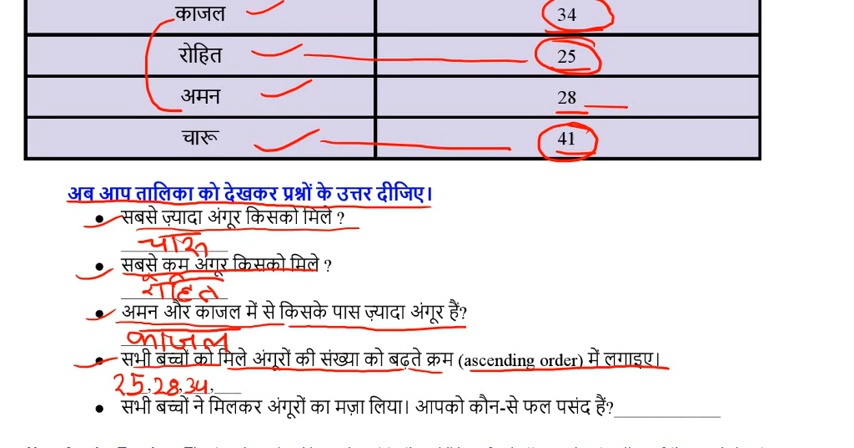 काजल 34
रोहित 25
अमन 28
चारू 41
अब आप तालिका को देखकर प्रश्नों के उत्तर दीजिए।
• सबसे ज़्यादा अंगूर किसको मिले ?
चारु
• सबसे कम अंगूर किसको मिले ?
रोहित
• अमन और काजल में से किसके पास ज़्यादा अंगूर हैं?
काजल
• सभी बच्चों को मिले अंगूरों की संख्या को बढ़ते क्रम (ascending order) में लगाइए।
25, 28, 34, ___
• सभी बच्चों ने मिलकर अंगूरों का मज़ा लिया। आपको कौन-से फल पसंद हैं?____________